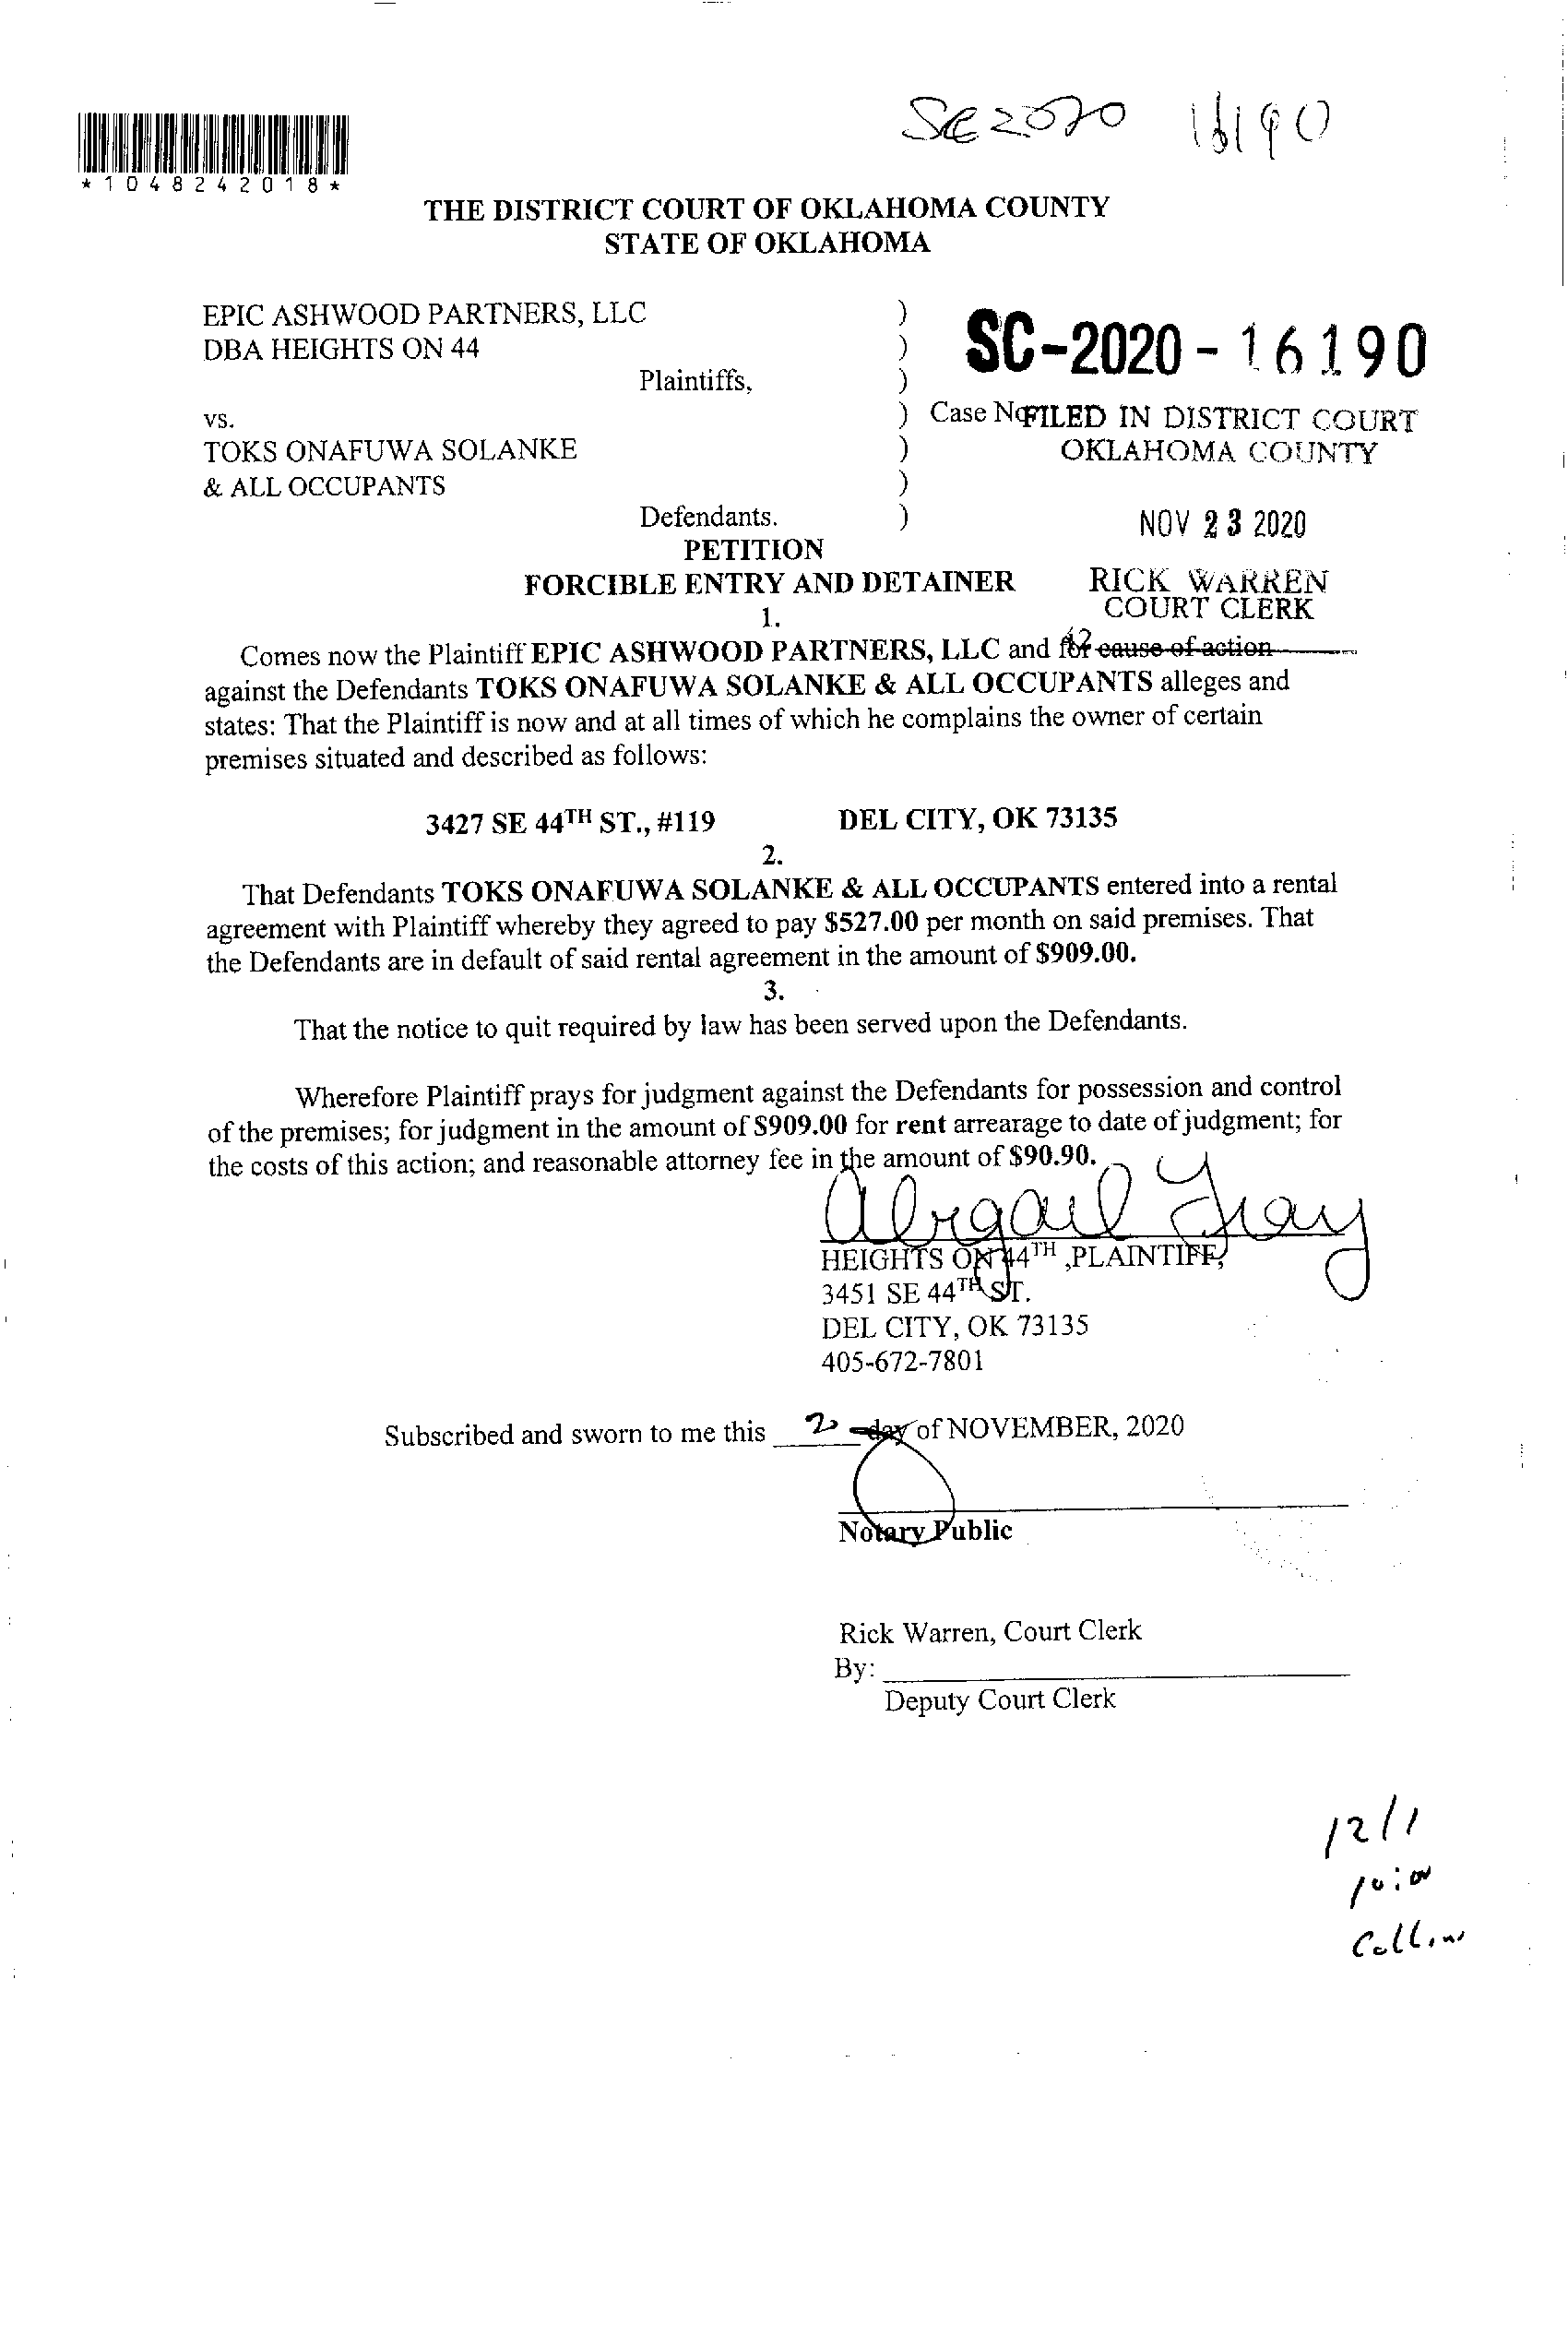 SC2020 16190
*1048242018*
THE DISTRICT COURT OF OKLAHOMA COUNTY
STATE OF OKLAHOMA
EPIC ASHWOOD PARTNERS, LLC )
DBA HEIGHTS ON 44 )
SC-2020-16190
Plaintiffs, )
vs. ) Case No
FILED IN DISTRICT COURT
TOKS ONAFUWA SOLANKE )
OKLAHOMA COUNTY
& ALL OCCUPANTS )
Defendants. )
NOV 23 2020
PETITION
FORCIBLE ENTRY AND DETAINER
RICK WARREN
COURT CLERK
1.
Comes now the Plaintiff EPIC ASHWOOD PARTNERS, LLC and for cause of action
against the Defendants TOKS ONAFUWA SOLANKE & ALL OCCUPANTS alleges and
states: That the Plaintiff is now and at all times of which he complains the owner of certain
premises situated and described as follows:
3427 SE 44TH ST., #119 DEL CITY, OK 73135
2.
That Defendants TOKS ONAFUWA SOLANKE & ALL OCCUPANTS entered into a rental
agreement with Plaintiff whereby they agreed to pay $527.00 per month on said premises. That
the Defendants are in default of said rental agreement in the amount of $909.00.
3.
That the notice to quit required by law has been served upon the Defendants.
Wherefore Plaintiff prays for judgment against the Defendants for possession and control
of the premises; for judgment in the amount of $909.00 for rent arrearage to date of judgment; for
the costs of this action; and reasonable attorney fee in the amount of $90.90.
Abigail Gray
HEIGHTS ON 44TH ,PLAINTIFF,
3451 SE 44TH ST.
DEL CITY, OK 73135
405-672-7801
Subscribed and sworn to me this 2 day of NOVEMBER, 2020
Notary Public
Rick Warren, Court Clerk
By:
Deputy Court Clerk
12/1
10:00
Collins